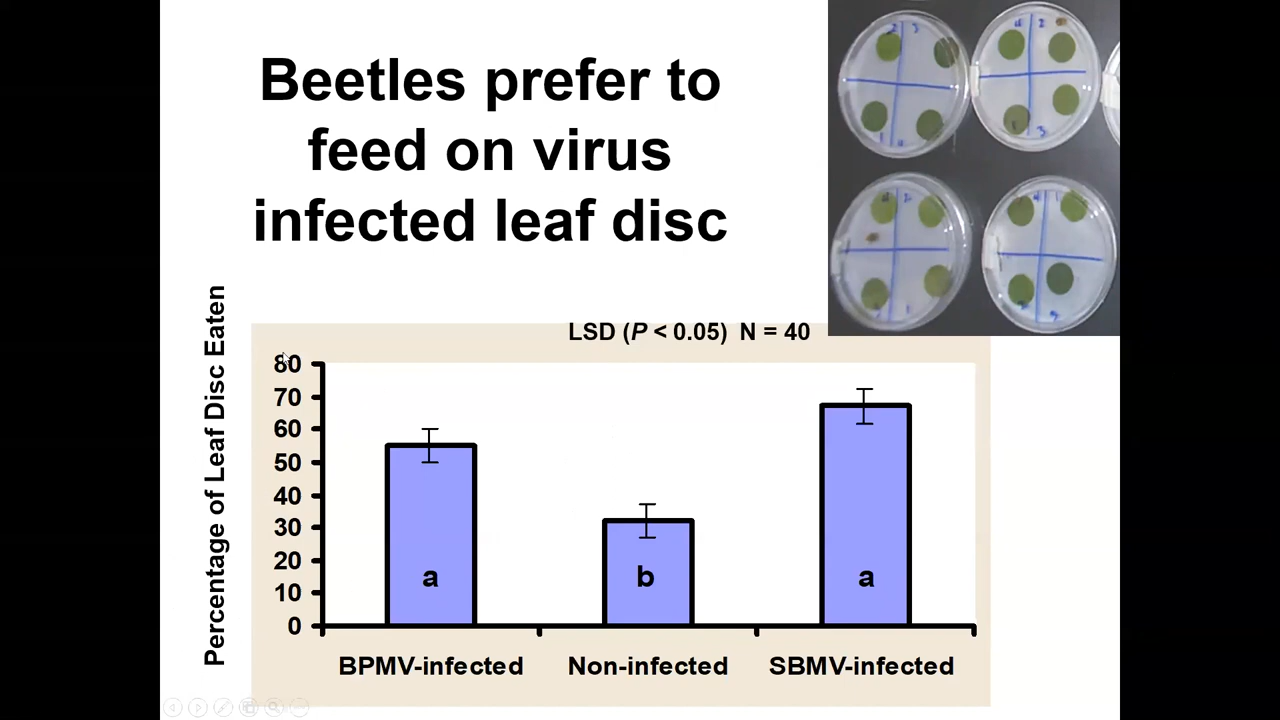 Beetles prefer to
feed on virus
infected leaf disc
LSD (P < 0.05) N = 40
Percentage of Leaf Disc Eaten
80
70
60
50
40
30
20
10
0
a
b
a
BPMV-infected
Non-infected
SBMV-infected